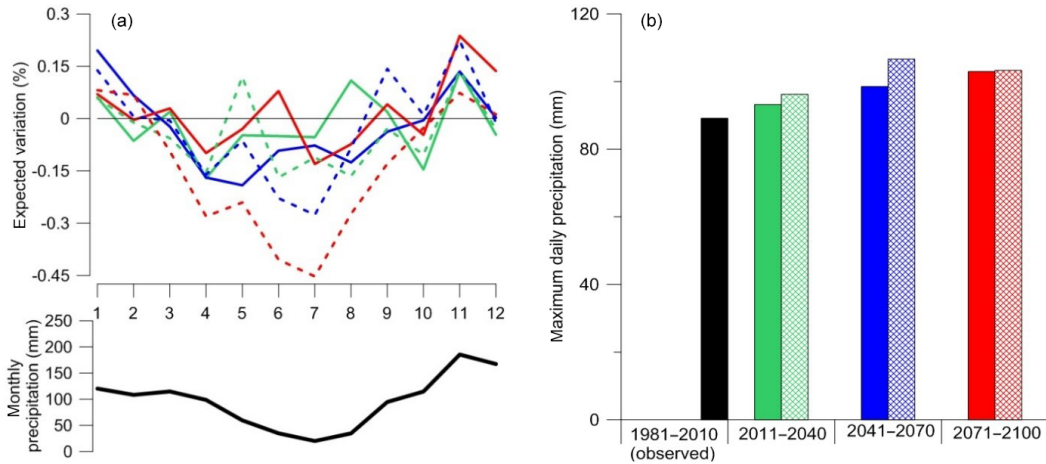 (a)
Expected variation (%)
0.3
0.15
0
-0.15
-0.3
-0.45
1 2 3 4 5 6 7 8 9 10 11 12
Monthly
precipitation (mm)
250
200
150
100
50
0
(b)
Maximum daily precipitation (mm)
120
80
40
0
1981–2010
(observed)
2011–2040
2041–2070
2071–2100